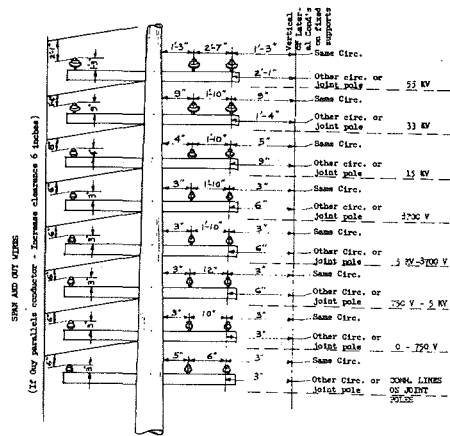 Vertical
Of Later-
al Cond's
on fixed
supports
1'-3" 2'-7" 1'-3" Same Circ.
2'-1" Other circ. or
joint pole 55 KV
9" 1'-10" 9" Same Circ.
1'-4" Other circ. or
joint pole 33 KV
4" 1'-10" 5" Same Circ.
9" Other circ. or
joint pole 15 KV
3" 1'-10" 3" Same Circ.
6" Other circ. or
joint pole
3" 1'-10" 3" Same Circ.
6" Other Circ. or
joint pole
3" 12" 3" Same Circ.
6" Other Circ. or
joint pole 750 V - 5 KV
3" 10" 3" Same Circ.
3" Other Circ. or
joint pole 0 - 750 V
5" 6" 3" Same Circ.
3" Other Circ. or
joint pole
COMM. LINES
ON JOINT
POLES
SPAN AND GUY WIRES
(If Guy parallels conductor - Increase clearance 6 inches)